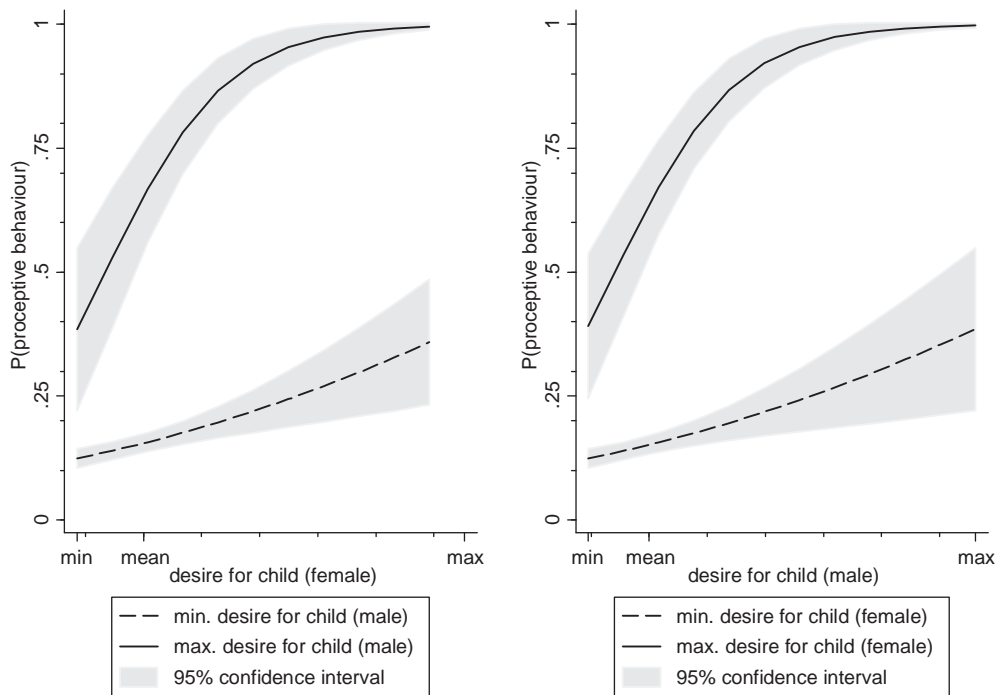 P(proceptive behaviour)
1
.75
.5
.25
0
min mean max
desire for child (female)
min. desire for child (male)
max. desire for child (male)
95% confidence interval
P(proceptive behaviour)
1
.75
.5
.25
0
min mean max
desire for child (male)
min. desire for child (female)
max. desire for child (female)
95% confidence interval